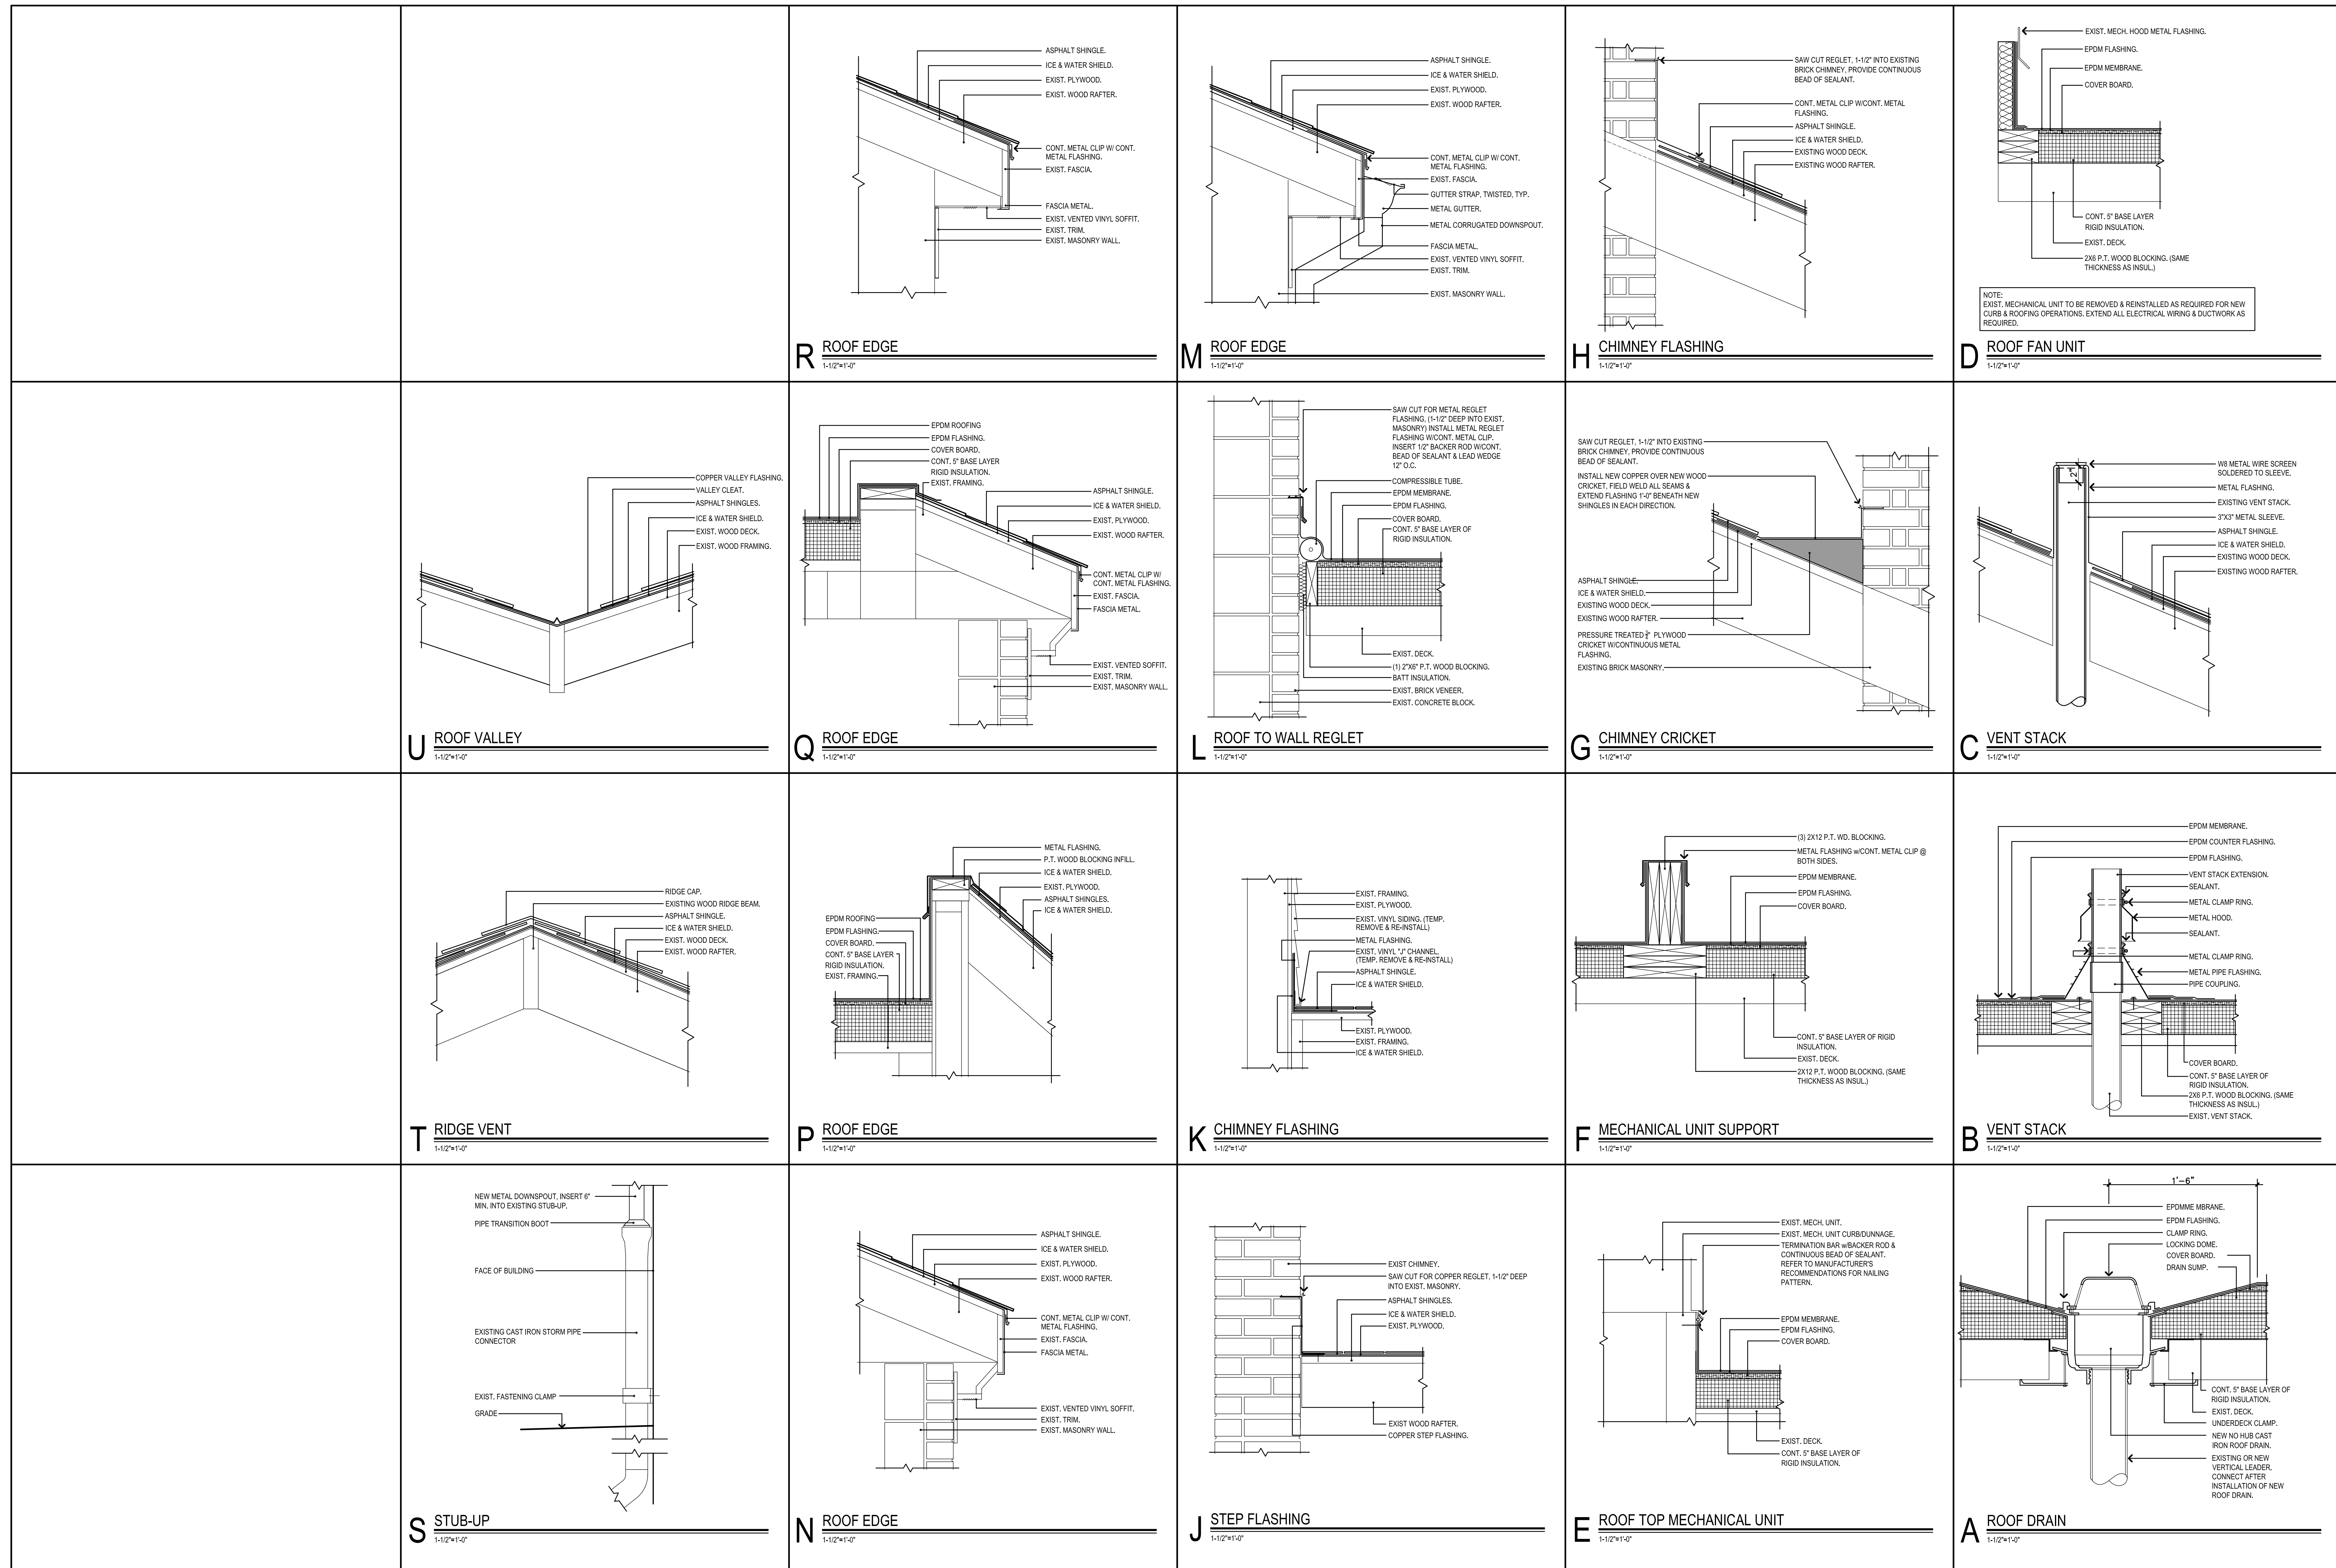 ASPHALT SHINGLE.
ICE & WATER SHIELD.
EXIST. PLYWOOD.
EXIST. WOOD RAFTER.
CONT. METAL CLIP W/ CONT.
METAL FLASHING.
EXIST. FASCIA.
FASCIA METAL.
EXIST. VENTED VINYL SOFFIT.
EXIST. TRIM.
EXIST. MASONRY WALL.
R ROOF EDGE
1-1/2"=1'-0"
ASPHALT SHINGLE.
ICE & WATER SHIELD.
EXIST. PLYWOOD.
EXIST. WOOD RAFTER.
CONT. METAL CLIP W/ CONT.
METAL FLASHING.
EXIST. FASCIA.
GUTTER STRAP, TWISTED, TYP.
METAL GUTTER.
METAL CORRUGATED DOWNSPOUT.
FASCIA METAL.
EXIST. VENTED VINYL SOFFIT.
EXIST. TRIM.
EXIST. MASONRY WALL.
M ROOF EDGE
1-1/2"=1'-0"
SAW CUT REGLET, 1-1/2" INTO EXISTING
BRICK CHIMNEY, PROVIDE CONTINUOUS
BEAD OF SEALANT.
CONT. METAL CLIP W/CONT. METAL
FLASHING.
ASPHALT SHINGLE.
ICE & WATER SHIELD.
EXISTING WOOD DECK.
EXISTING WOOD RAFTER.
H CHIMNEY FLASHING
1-1/2"=1'-0"
EXIST. MECH. HOOD METAL FLASHING.
EPDM FLASHING.
EPDM MEMBRANE.
COVER BOARD.
CONT. 5" BASE LAYER
RIGID INSULATION.
EXIST. DECK.
2X6 P.T. WOOD BLOCKING. (SAME
THICKNESS AS INSUL.)
NOTE:
EXIST. MECHANICAL UNIT TO BE REMOVED & REINSTALLED AS REQUIRED FOR NEW
CURB & ROOFING OPERATIONS. EXTEND ALL ELECTRICAL WIRING & DUCTWORK AS
REQUIRED.
D ROOF FAN UNIT
1-1/2"=1'-0"
COPPER VALLEY FLASHING.
VALLEY CLEAT.
ASPHALT SHINGLES.
ICE & WATER SHIELD.
EXIST. WOOD DECK.
EXIST. WOOD FRAMING.
U ROOF VALLEY
1-1/2"=1'-0"
EPDM ROOFING
EPDM FLASHING.
COVER BOARD.
CONT. 5" BASE LAYER
RIGID INSULATION.
EXIST. FRAMING.
ASPHALT SHINGLE.
ICE & WATER SHIELD.
EXIST. PLYWOOD.
EXIST. WOOD RAFTER.
CONT. METAL CLIP W/
CONT. METAL FLASHING.
EXIST. FASCIA.
FASCIA METAL.
EXIST. VENTED SOFFIT.
EXIST. TRIM.
EXIST. MASONRY WALL.
Q ROOF EDGE
1-1/2"=1'-0"
SAW CUT FOR METAL REGLET
FLASHING, (1-1/2" DEEP INTO EXIST.
MASONRY) INSTALL METAL REGLET
FLASHING W/CONT. METAL CLIP.
INSERT 1/2" BACKER ROD W/CONT.
BEAD OF SEALANT & LEAD WEDGE
12" O.C.
COMPRESSIBLE TUBE.
EPDM MEMBRANE.
EPDM FLASHING.
COVER BOARD.
CONT. 5" BASE LAYER OF
RIGID INSULATION.
EXIST. DECK.
(1) 2"X6" P.T. WOOD BLOCKING.
BATT INSULATION.
EXIST. BRICK VENEER.
EXIST. CONCRETE BLOCK.
L ROOF TO WALL REGLET
1-1/2"=1'-0"
SAW CUT REGLET, 1-1/2" INTO EXISTING
BRICK CHIMNEY, PROVIDE CONTINUOUS
BEAD OF SEALANT.
INSTALL NEW COPPER OVER NEW WOOD
CRICKET, FIELD WELD ALL SEAMS &
EXTEND FLASHING 1'-0" BENEATH NEW
SHINGLES IN EACH DIRECTION.
ASPHALT SHINGLE.
ICE & WATER SHIELD.
EXISTING WOOD DECK.
EXISTING WOOD RAFTER.
PRESSURE TREATED " PLYWOOD
CRICKET W/CONTINUOUS METAL
FLASHING.
EXISTING BRICK MASONRY.
G CHIMNEY CRICKET
1-1/2"=1'-0"
2"
W8 METAL WIRE SCREEN
SOLDERED TO SLEEVE.
METAL FLASHING.
EXISTING VENT STACK.
3"X3" METAL SLEEVE.
ASPHALT SHINGLE.
ICE & WATER SHIELD.
EXISTING WOOD DECK.
EXISTING WOOD RAFTER.
C VENT STACK
1-1/2"=1'-0"
RIDGE CAP.
EXISTING WOOD RIDGE BEAM.
ASPHALT SHINGLE.
ICE & WATER SHIELD.
EXIST. WOOD DECK.
EXIST. WOOD RAFTER.
T RIDGE VENT
1-1/2"=1'-0"
METAL FLASHING.
P.T. WOOD BLOCKING INFILL.
ICE & WATER SHIELD.
EXIST. PLYWOOD.
ASPHALT SHINGLES.
ICE & WATER SHIELD.
EPDM ROOFING
EPDM FLASHING.
COVER BOARD.
CONT. 5" BASE LAYER
RIGID INSULATION.
EXIST. FRAMING.
P ROOF EDGE
1-1/2"=1'-0"
EXIST. FRAMING.
EXIST. PLYWOOD.
EXIST. VINYL SIDING. (TEMP.
REMOVE & RE-INSTALL)
METAL FLASHING.
EXIST. VINYL "J" CHANNEL.
(TEMP. REMOVE & RE-INSTALL)
ASPHALT SHINGLE.
ICE & WATER SHIELD.
EXIST. PLYWOOD.
EXIST. FRAMING.
ICE & WATER SHIELD.
K CHIMNEY FLASHING
1-1/2"=1'-0"
(3) 2X12 P.T. WD. BLOCKING.
METAL FLASHING w/CONT. METAL CLIP @
BOTH SIDES.
EPDM MEMBRANE.
EPDM FLASHING.
COVER BOARD.
CONT. 5" BASE LAYER OF RIGID
INSULATION.
EXIST. DECK.
2X12 P.T. WOOD BLOCKING. (SAME
THICKNESS AS INSUL.)
F MECHANICAL UNIT SUPPORT
1-1/2"=1'-0"
EPDM MEMBRANE.
EPDM COUNTER FLASHING.
EPDM FLASHING.
VENT STACK EXTENSION.
SEALANT.
METAL CLAMP RING.
METAL HOOD.
SEALANT.
METAL CLAMP RING.
METAL PIPE FLASHING.
PIPE COUPLING.
COVER BOARD.
CONT. 5" BASE LAYER OF
RIGID INSULATION.
2X6 P.T. WOOD BLOCKING. (SAME
THICKNESS AS INSUL.)
EXIST. VENT STACK.
B VENT STACK
1-1/2"=1'-0"
NEW METAL DOWNSPOUT, INSERT 6"
MIN. INTO EXISTING STUB-UP.
PIPE TRANSITION BOOT
FACE OF BUILDING
EXISTING CAST IRON STORM PIPE
CONNECTOR
EXIST. FASTENING CLAMP
GRADE
S STUB-UP
1-1/2"=1'-0"
ASPHALT SHINGLE.
ICE & WATER SHIELD.
EXIST. PLYWOOD.
EXIST. WOOD RAFTER.
CONT. METAL CLIP W/ CONT.
METAL FLASHING.
EXIST. FASCIA.
FASCIA METAL.
EXIST. VENTED VINYL SOFFIT.
EXIST. TRIM.
EXIST. MASONRY WALL.
N ROOF EDGE
1-1/2"=1'-0"
EXIST CHIMNEY.
SAW CUT FOR COPPER REGLET, 1-1/2" DEEP
INTO EXIST. MASONRY.
ASPHALT SHINGLES.
ICE & WATER SHIELD.
EXIST. PLYWOOD.
EXIST WOOD RAFTER.
COPPER STEP FLASHING.
J STEP FLASHING
1-1/2"=1'-0"
EXIST. MECH. UNIT.
EXIST. MECH. UNIT CURB/DUNNAGE.
TERMINATION BAR w/BACKER ROD &
CONTINUOUS BEAD OF SEALANT.
REFER TO MANUFACTURER'S
RECOMMENDATIONS FOR NAILING
PATTERN.
EPDM MEMBRANE.
EPDM FLASHING.
COVER BOARD.
EXIST. DECK.
CONT. 5" BASE LAYER OF
RIGID INSULATION.
E ROOF TOP MECHANICAL UNIT
1-1/2"=1'-0"
1'-6"
EPDMME MBRANE.
EPDM FLASHING.
CLAMP RING.
LOCKING DOME.
COVER BOARD.
DRAIN SUMP.
CONT. 5" BASE LAYER OF
RIGID INSULATION.
EXIST. DECK.
UNDERDECK CLAMP.
NEW NO HUB CAST
IRON ROOF DRAIN.
EXISTING OR NEW
VERTICAL LEADER.
CONNECT AFTER
INSTALLATION OF NEW
ROOF DRAIN.
A ROOF DRAIN
1-1/2"=1'-0"